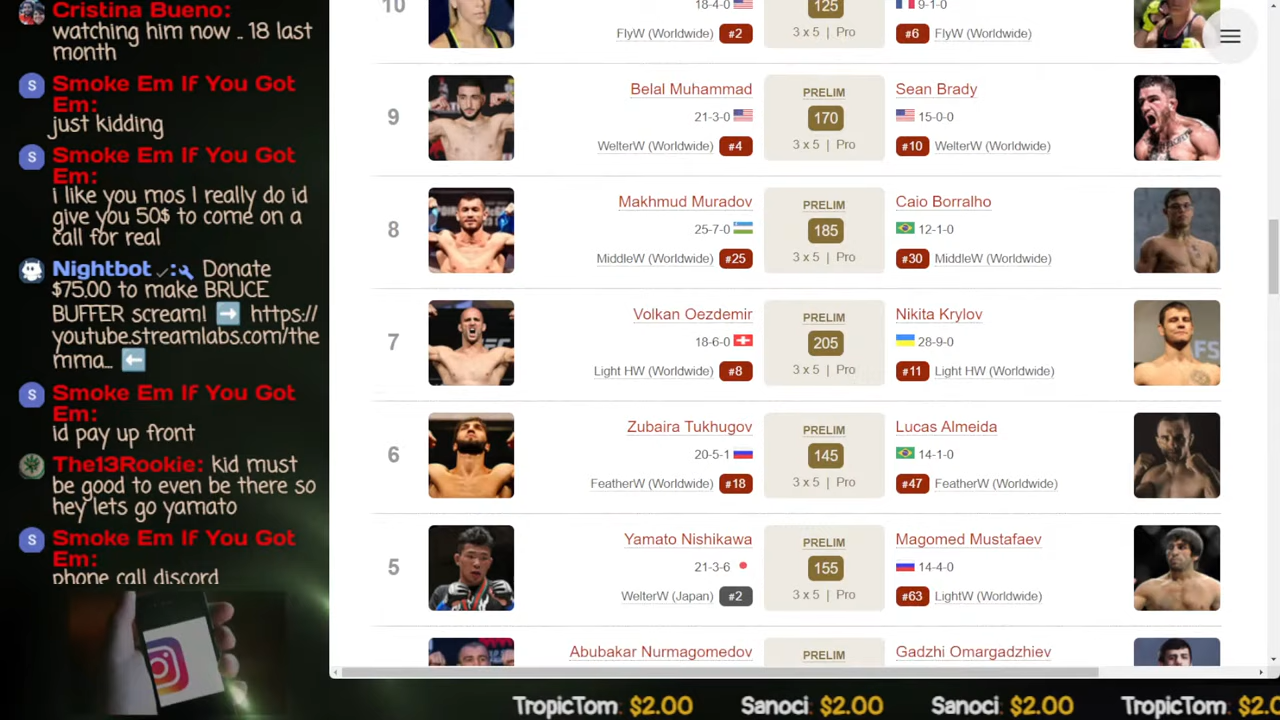 Cristina Bueno:
watching him now .. 18 last
month
Smoke Em If You Got
Em:
just kidding
Smoke Em If You Got
Em:
i like you mos I really do id
give you 50$ to come on a
call for real
Nightbot ✓: Donate
$75.00 to make BRUCE
BUFFER scream! ➡ https://
youtube.streamlabs.com/the
mma... ⬅
Smoke Em If You Got
Em:
id pay up front
The13Rookie: kid must
be good to even be there so
hey lets go yamato
Smoke Em If You Got
Em:
phone call discord
10
18-4-0 125 9-1-0
FlyW (Worldwide) #2 3 x 5 | Pro #6 FlyW (Worldwide)
9
Belal Muhammad PRELIM Sean Brady
21-3-0 170 15-0-0
WelterW (Worldwide) #4 3 x 5 | Pro #10 WelterW (Worldwide)
8
Makhmud Muradov PRELIM Caio Borralho
25-7-0 185 12-1-0
MiddleW (Worldwide) #25 3 x 5 | Pro #30 MiddleW (Worldwide)
7
Volkan Oezdemir PRELIM Nikita Krylov
18-6-0 205 28-9-0
Light HW (Worldwide) #8 3 x 5 | Pro #11 Light HW (Worldwide)
6
Zubaira Tukhugov PRELIM Lucas Almeida
20-5-1 145 14-1-0
FeatherW (Worldwide) #18 3 x 5 | Pro #47 FeatherW (Worldwide)
5
Yamato Nishikawa PRELIM Magomed Mustafaev
21-3-6 155 14-4-0
WelterW (Japan) #2 3 x 5 | Pro #63 LightW (Worldwide)
Abubakar Nurmagomedov PRELIM Gadzhi Omargadzhiev
TropicTom: $2.00 Sanoci: $2.00 Sanoci: $2.00 TropicTom: $2.0